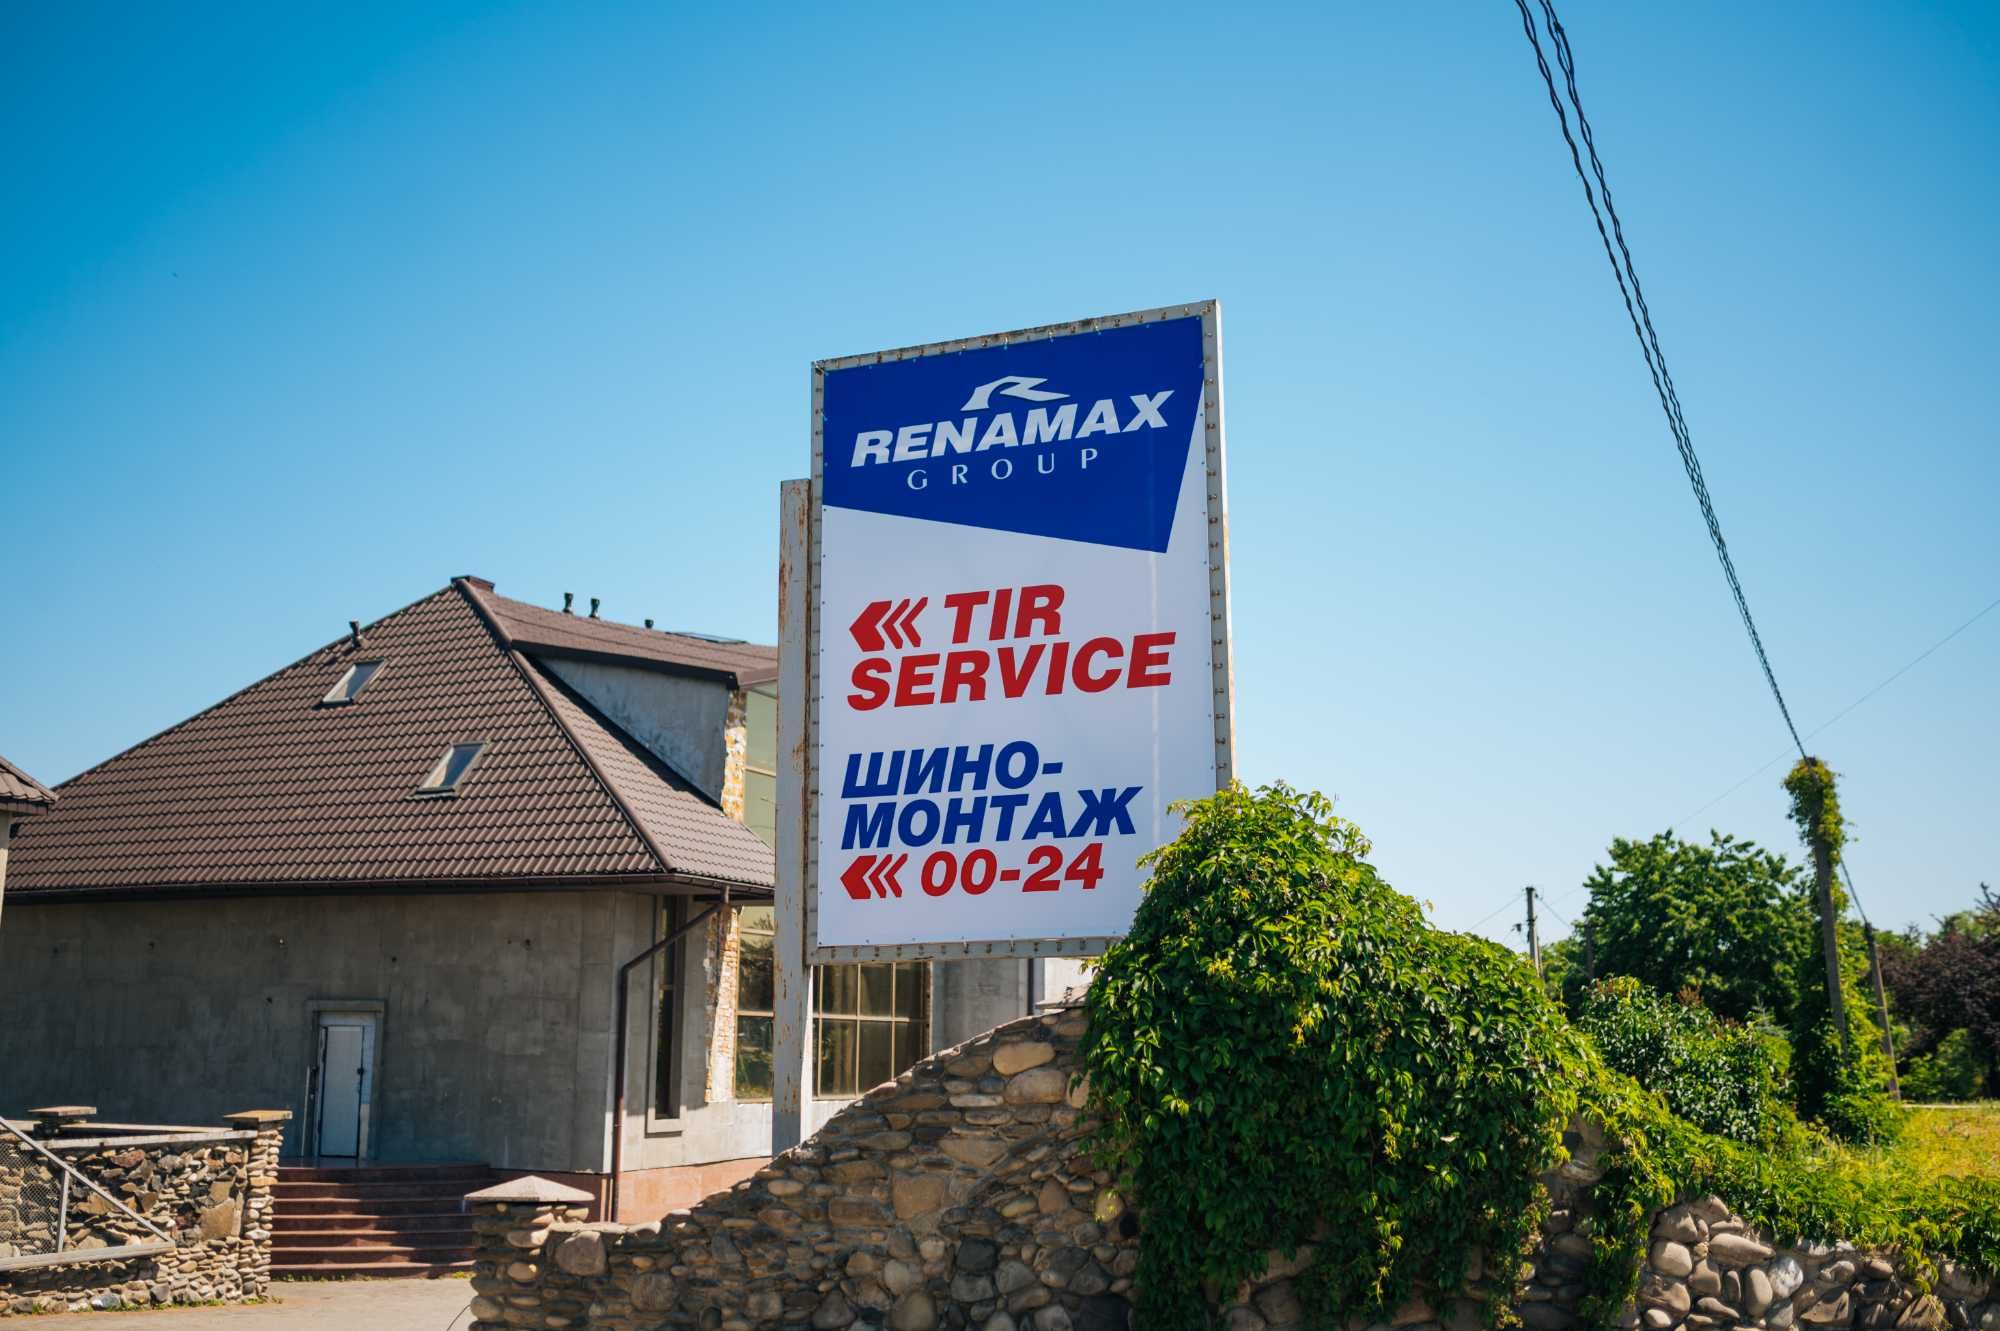 RENAMAX
GROUP
TIR
SERVICE
ШИНО-
МОНТАЖ
00-24